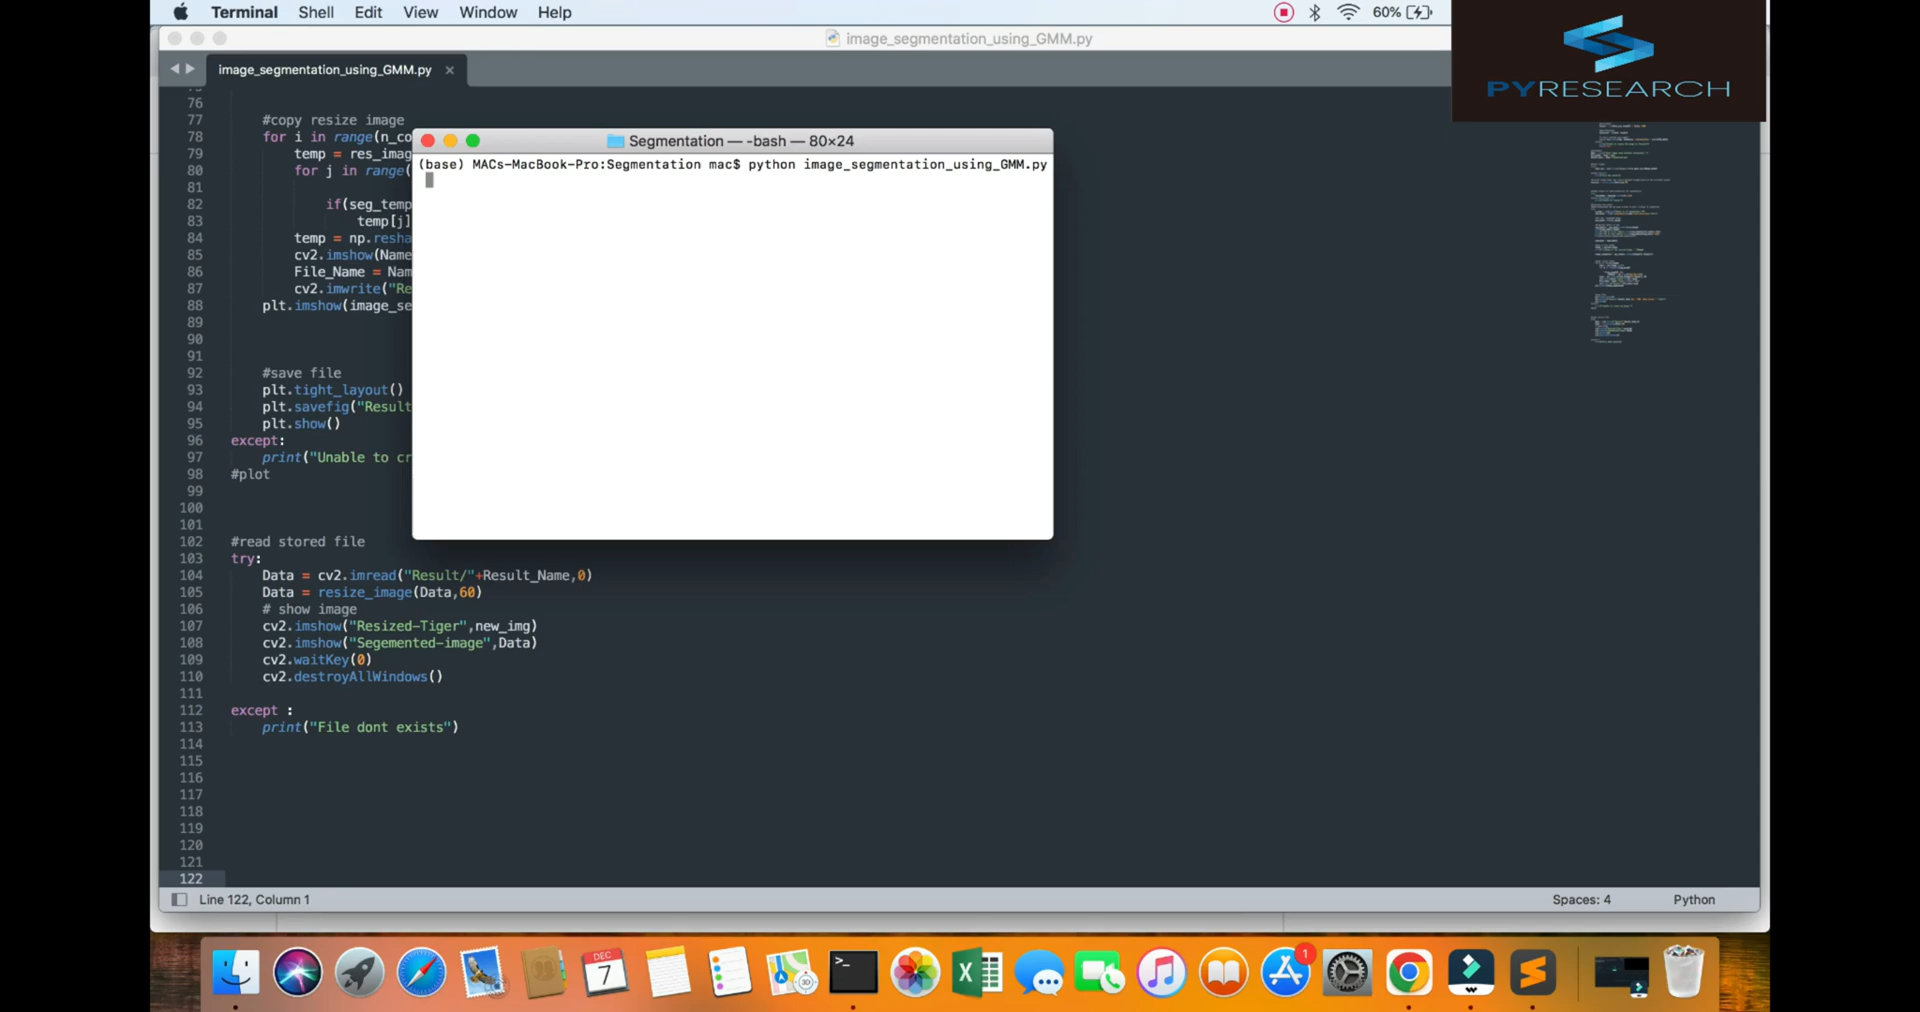 Terminal Shell Edit View Window Help 60%
image_segmentation_using_GMM.py
PYRESEARCH
image_segmentation_using_GMM.py ×
76
77 #copy resize image
78 for i in range(n_co
79 temp = res_imag
80 for j in range(
81
82 if(seg_temp
83 temp[j]
84 temp = np.resha
85 cv2.imshow(Name
86 File_Name = Nam
87 cv2.imwrite("Re
88 plt.imshow(image_se
89
90
91
92 #save file
93 plt.tight_layout()
94 plt.savefig("Result
95 plt.show()
96 except:
97 print("Unable to cr
98 #plot
99
100
101
102 #read stored file
103 try:
104 Data = cv2.imread("Result/"+Result_Name,0)
105 Data = resize_image(Data,60)
106 # show image
107 cv2.imshow("Resized-Tiger",new_img)
108 cv2.imshow("Segemented-image",Data)
109 cv2.waitKey(0)
110 cv2.destroyAllWindows()
111
112 except :
113 print("File dont exists")
114
115
116
117
118
119
120
121
122
Segmentation — -bash — 80×24
(base) MACs-MacBook-Pro:Segmentation mac$ python image_segmentation_using_GMM.py
Line 122, Column 1 Spaces: 4 Python
DEC
7
3D
>_
X
1